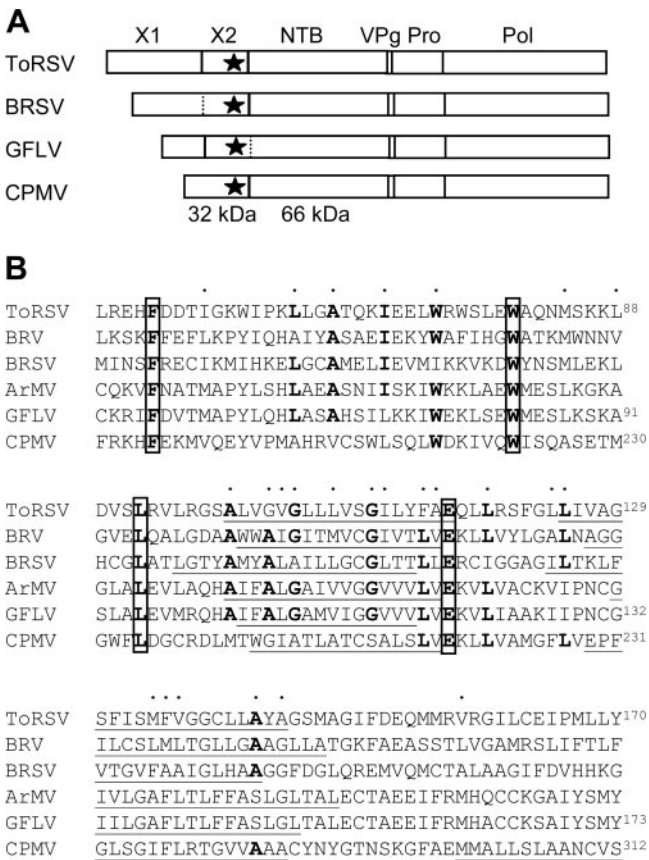 A
X1 X2 NTB VPg Pro Pol
ToRSV
BRSV
GFLV
CPMV
32 kDa 66 kDa
B
ToRSV LREHFDDTIGKWIPKLLGATQKIEELWRWSLEWAQNMSKKL88
BRV LKSKFFEFLKPYIQHAIYASAEIEKYWAFIHGWATKMWNNV
BRSV MINSFRECIKMIHKELGCAMELIEVMIKKVKDWYNSMLEKL
ArMV CQKVFNATMAPYLSHLAEASNIISKIWKKLAEWMESLKGKA
GFLV CKRIFDVTMAPYLQHLASAHSILKKIWEKLSEWMESLKSKA91
CPMV FRKHFEKMVQEYVPMAHRVCSWLSQLWDKIVQWISQASETM230
ToRSV DVSLRVLRGSALVGVGLLLVSGILYFAEQLLRSFGLLIVAG129
BRV GVELQALGDAAWWAIGITMVCGIVTLVEKLLVYLGALNAGG
BRSV HCGLATLGTYAMYALAILLGCGLTTLLERCIGGAGILTKLF
ArMV GLALEVLAQHAIFALGAIVVGGVVVLVEKVLVACKVIPNCG
GFLV SLALEVMRQHAIFALGAMVIGGVVVLVEKVLIAAKIIPNCG132
CPMV GWFLDGCRDLMTWGIATLATCSALSLVEKLLVAMGFLVEPF231
ToRSV SFISMFVGGCLLAYAGSMAGIFDEQMMRVRGILCEIPMLLY170
BRV ILCSLMLTGLLGAAGLLATGKFAEASSTLVGAMRSLIFTLF
BRSV VTGVFAAIGLHAAGGFDGLQREMVQMCTALAAGIFDVHHKG
ArMV IVLGAFLTLFFASLGLTALECTAEEIFRMHQCCKGAIYSMY
GFLV IILGAFLTLFFASLGLTALECTAEEIFRMHACCKSAIYSMY173
CPMV GLSGIFLRTGVVAAACYNYGTNSKGFAEMMALLSLAANCVS312